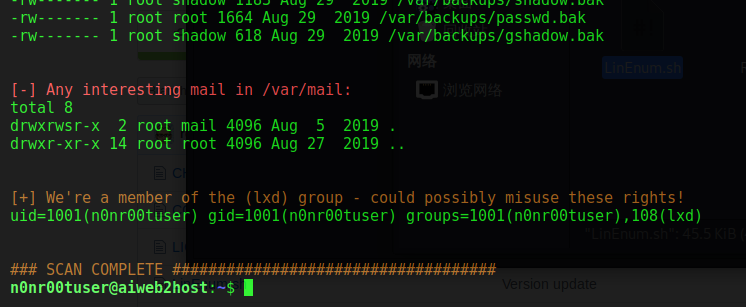 -rw------- 1 root shadow 1183 Aug 29  2019 /var/backups/shadow.bak
-rw------- 1 root root 1664 Aug 29  2019 /var/backups/passwd.bak
-rw------- 1 root shadow 618 Aug 29  2019 /var/backups/gshadow.bak
网络
LinEnum.sh
浏览网络
[-] Any interesting mail in /var/mail:
total 8
drwxrwsr-x  2 root mail 4096 Aug  5  2019 .
drwxr-xr-x 14 root root 4096 Aug 27  2019 ..
[+] We're a member of the (lxd) group - could possibly misuse these rights!
uid=1001(n0nr00tuser) gid=1001(n0nr00tuser) groups=1001(n0nr00tuser),108(lxd)
"LinEnum.sh": 45.5 KiB
### SCAN COMPLETE ####################################
n0nr00tuser@aiweb2host:~$
Version update